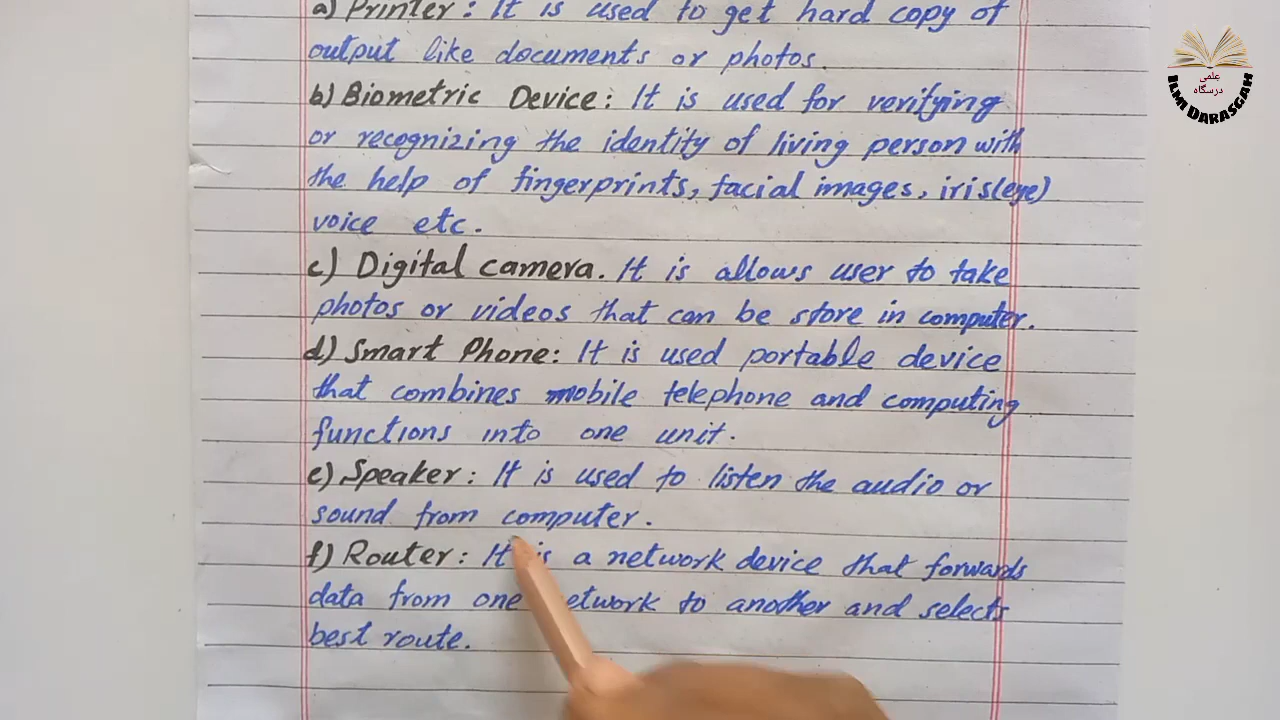 a) Printer: It is used to get hard copy of
output like documents or photos.
b) Biometric Device: It is used for verifying
or recognizing the identity of living person with
the help of fingerprints, facial images, iris(eye)
voice etc.
c) Digital camera. It is allows user to take
photos or videos that can be store in computer.
d) Smart Phone: It is used portable device
that combines mobile telephone and computing
functions into one unit.
e) Speaker: It is used to listen the audio or
sound from computer.
f) Router: It is a network device that forwards
data from one etwork to another and selects
best route.
علمی
درسگاہ
ILMI DARASGAH